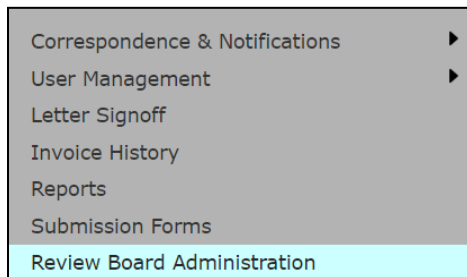 Correspondence & Notifications
User Management
Letter Signoff
Invoice History
Reports
Submission Forms
Review Board Administration